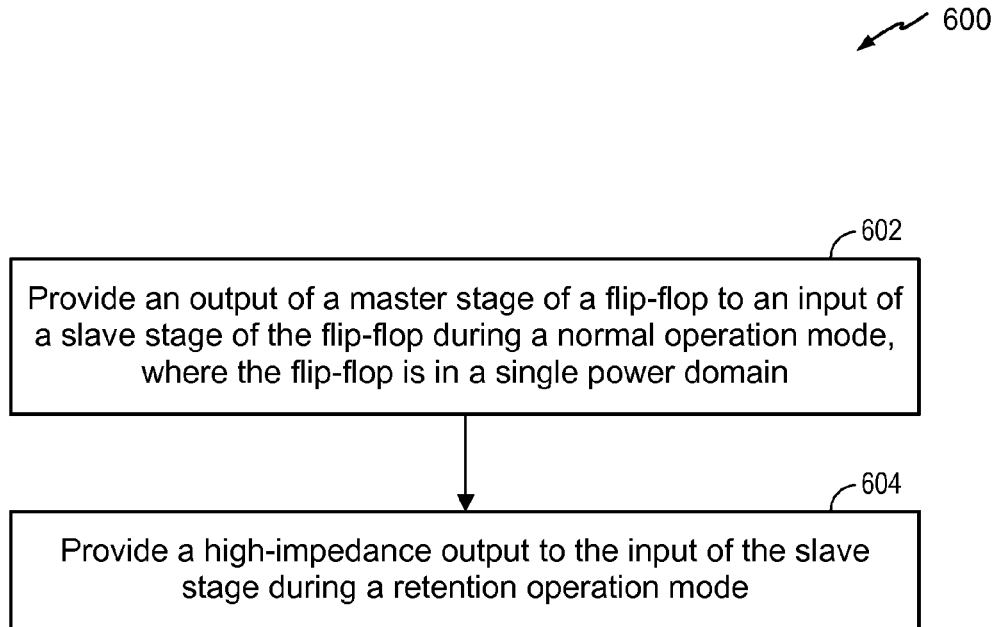 600
602
Provide an output of a master stage of a flip-flop to an input of
a slave stage of the flip-flop during a normal operation mode,
where the flip-flop is in a single power domain
604
Provide a high-impedance output to the input of the slave
stage during a retention operation mode